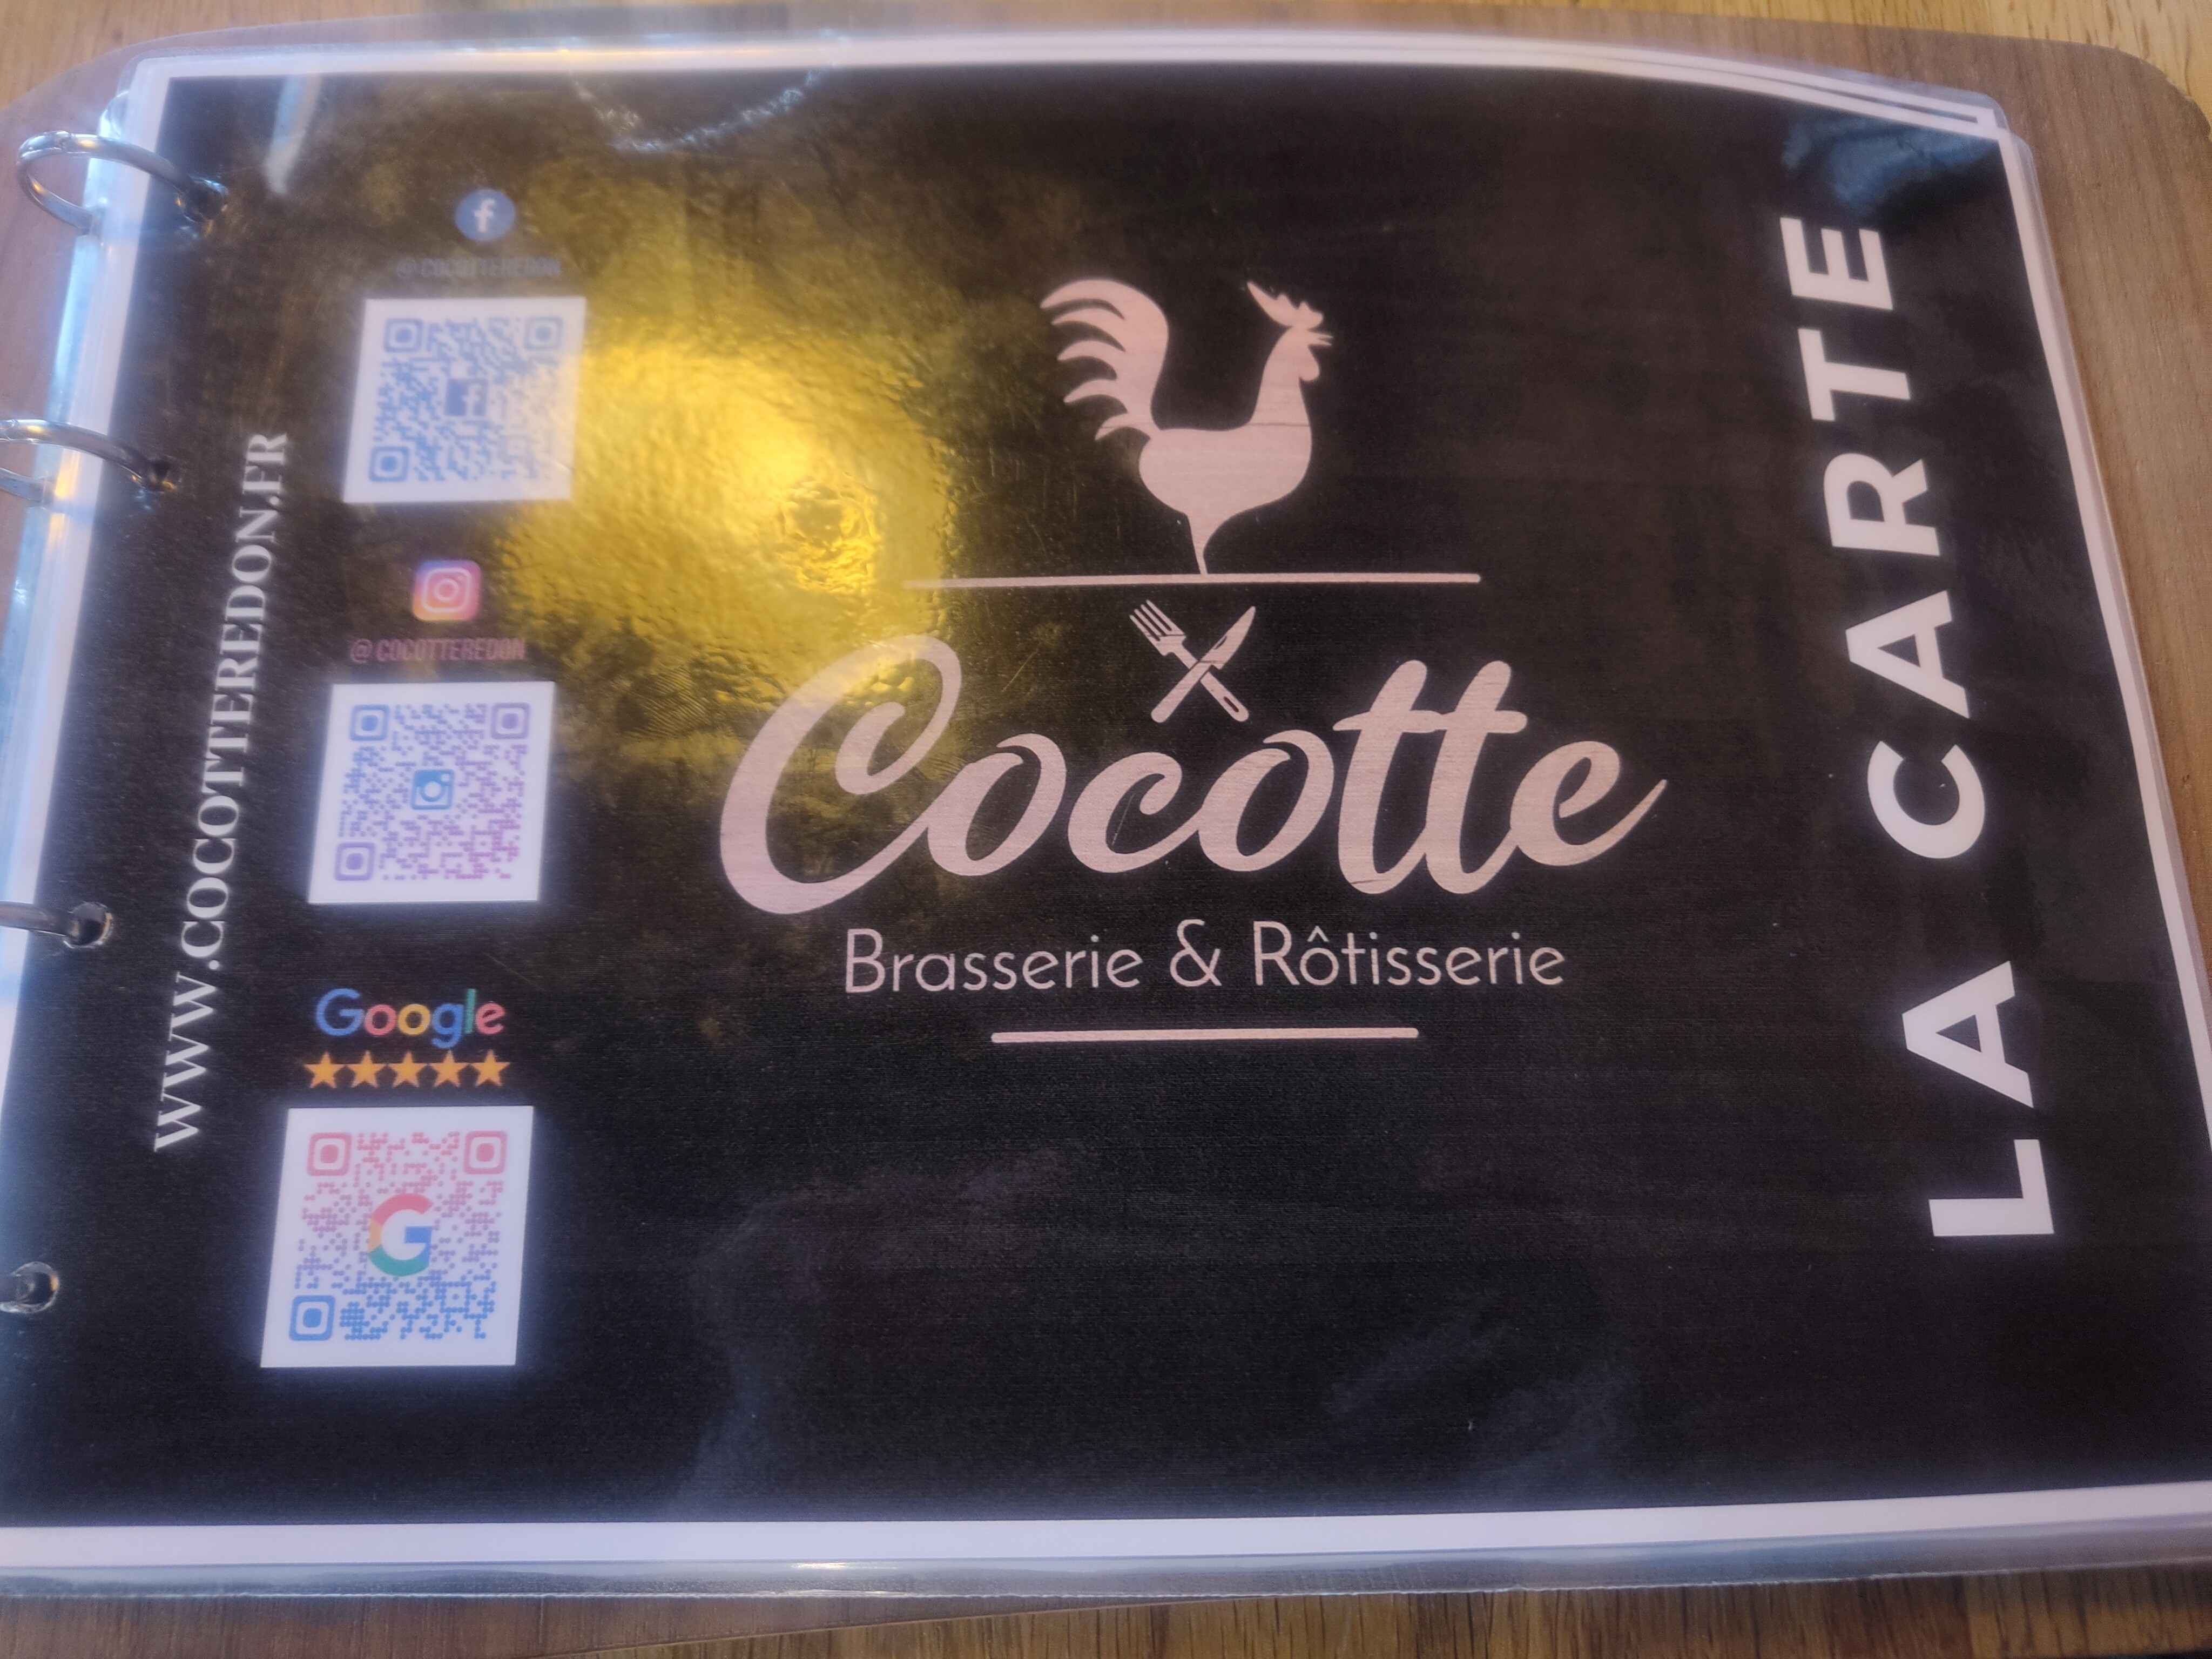 WWW.COCOTTEREDON.FR
@COCOTTEREDON
@COCOTTEREDON
Google
Cocotte
Brasserie & Rôtisserie
LA CARTE